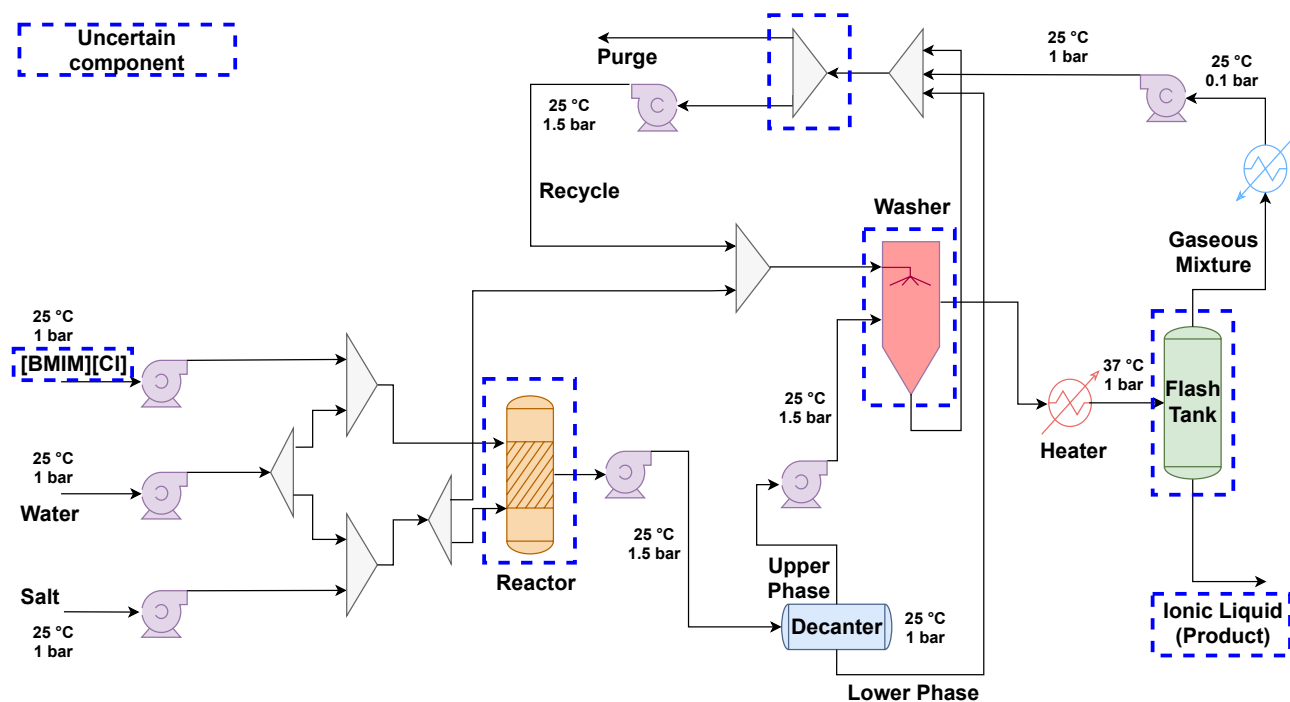 Uncertain
component
Purge
25 °C
1 bar
25 °C
0.1 bar
25 °C
1.5 bar
C
C
Recycle
Washer
Gaseous
Mixture
25 °C
1 bar
[BMIM][Cl]
C
37 °C
1 bar
Flash
Tank
25 °C
1.5 bar
Heater
25 °C
1 bar
Water
C
C
C
25 °C
1.5 bar
Reactor
Upper
Phase
Salt
C
25 °C
1 bar
Decanter
25 °C
1 bar
Ionic Liquid
(Product)
Lower Phase